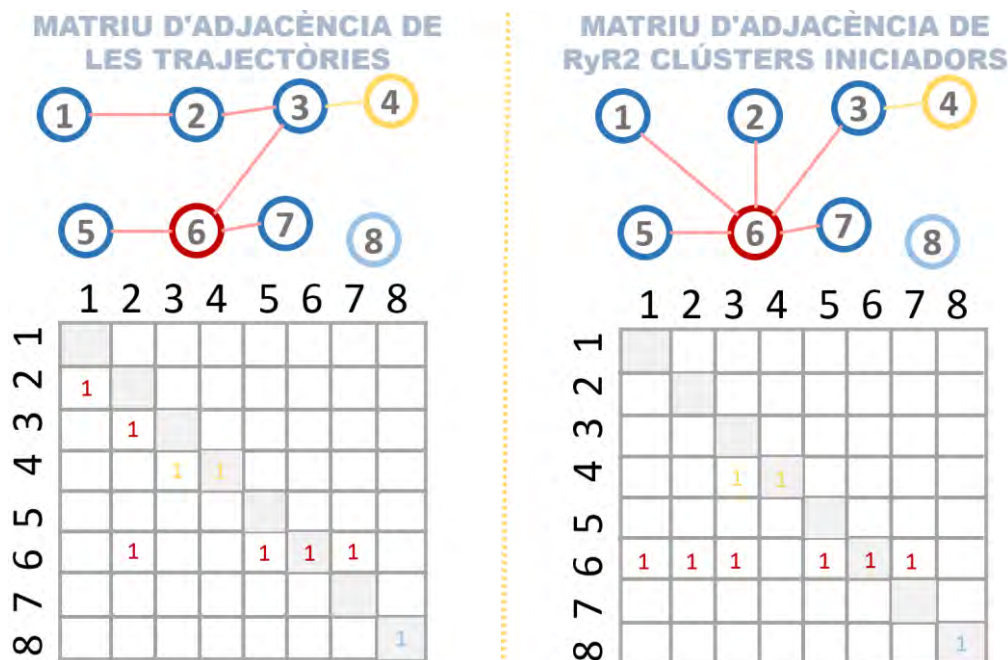 MATRIU D'ADJACÈNCIA DE
LES TRAJECTÒRIES
1 2 3 4
5 6 7 8
1 2 3 4 5 6 7 8
1
2 1
3 1
4 1 1
5
6 1 1 1 1
7
8 1
MATRIU D'ADJACÈNCIA DE
RyR2 CLÚSTERS INICIADORS
1 2 3 4
5 6 7 8
1 2 3 4 5 6 7 8
1
2
3
4 1 1
5
6 1 1 1 1 1 1
7
8 1